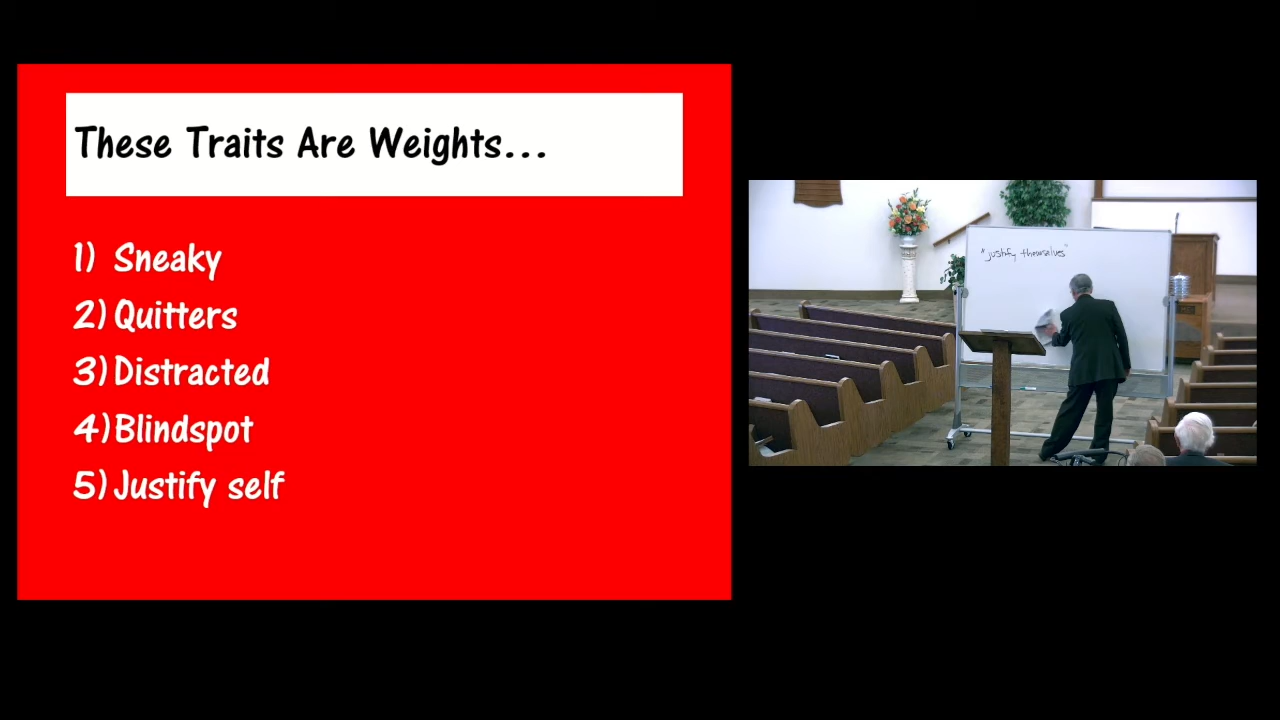 These Traits Are Weights...
1) Sneaky
2) Quitters
3) Distracted
4) Blindspot
5) Justify self
"justify themselves"